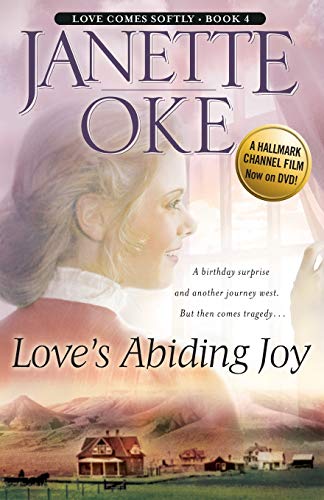 LOVE COMES SOFTLY • BOOK 4
JANETTE
OKE
A HALLMARK
CHANNEL FILM
Now on DVD!
A birthday surprise
and another journey west.
But then comes tragedy...
Love's Abiding Joy